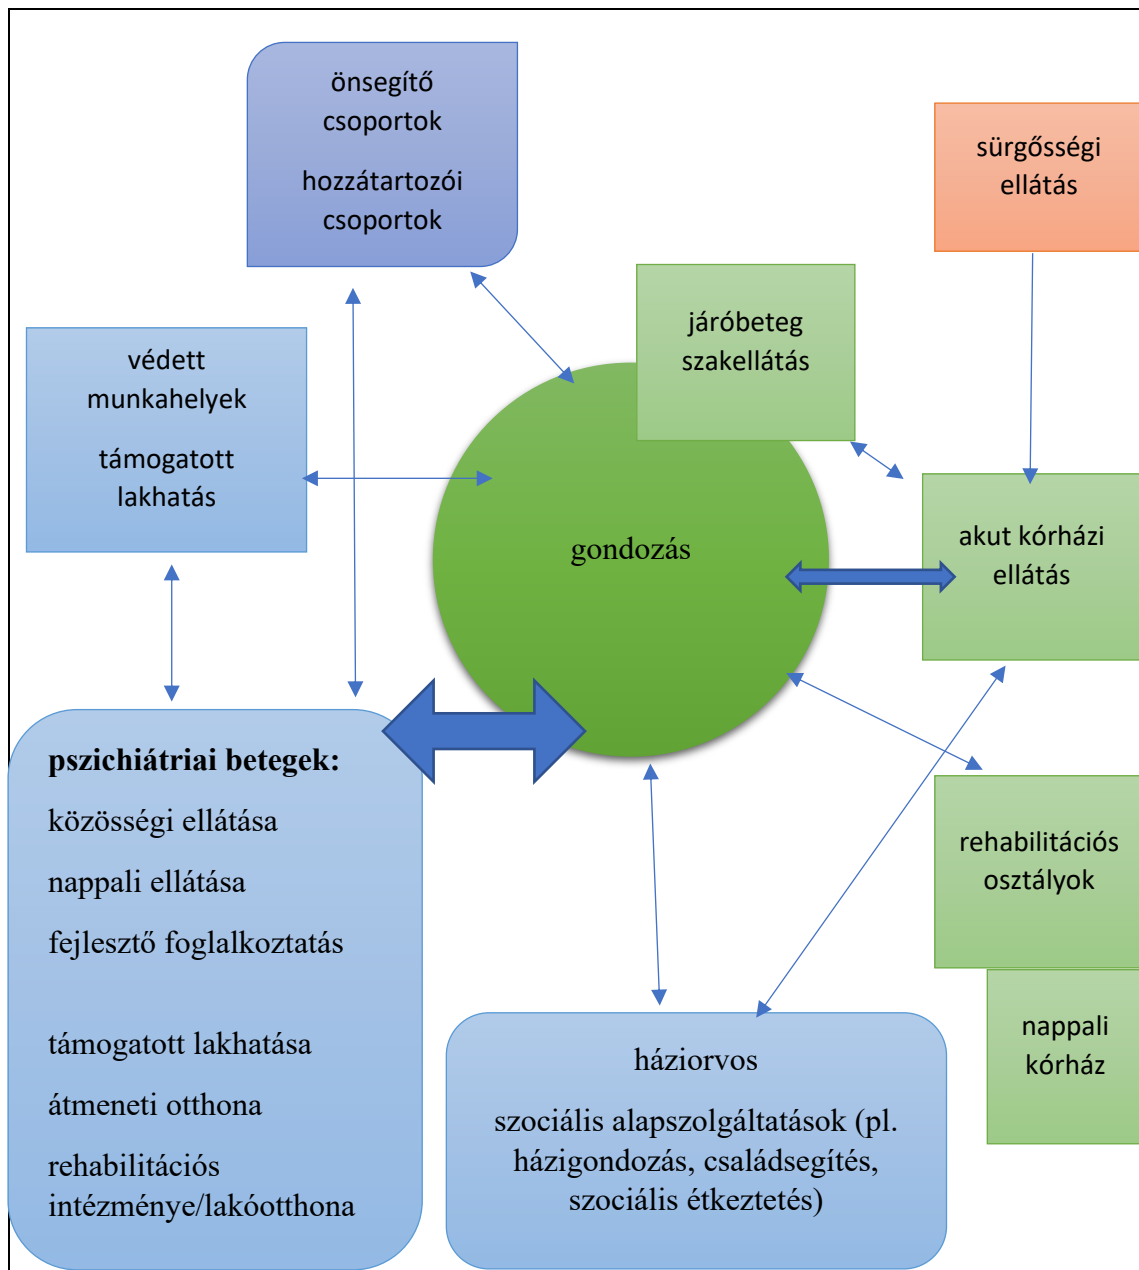 önsegítő
csoportok
hozzátartozói
csoportok
sürgősségi
ellátás
járóbeteg
szakellátás
védett
munkahelyek
támogatott
lakhatás
gondozás
akut kórházi
ellátás
pszichiátriai betegek:
közösségi ellátása
nappali ellátása
fejlesztő foglalkoztatás
támogatott lakhatása
átmeneti otthona
rehabilitációs
intézménye/lakóotthona
rehabilitációs
osztályok
nappali
kórház
háziorvos
szociális alapszolgáltatások (pl.
házigondozás, családsegítés,
szociális étkeztetés)